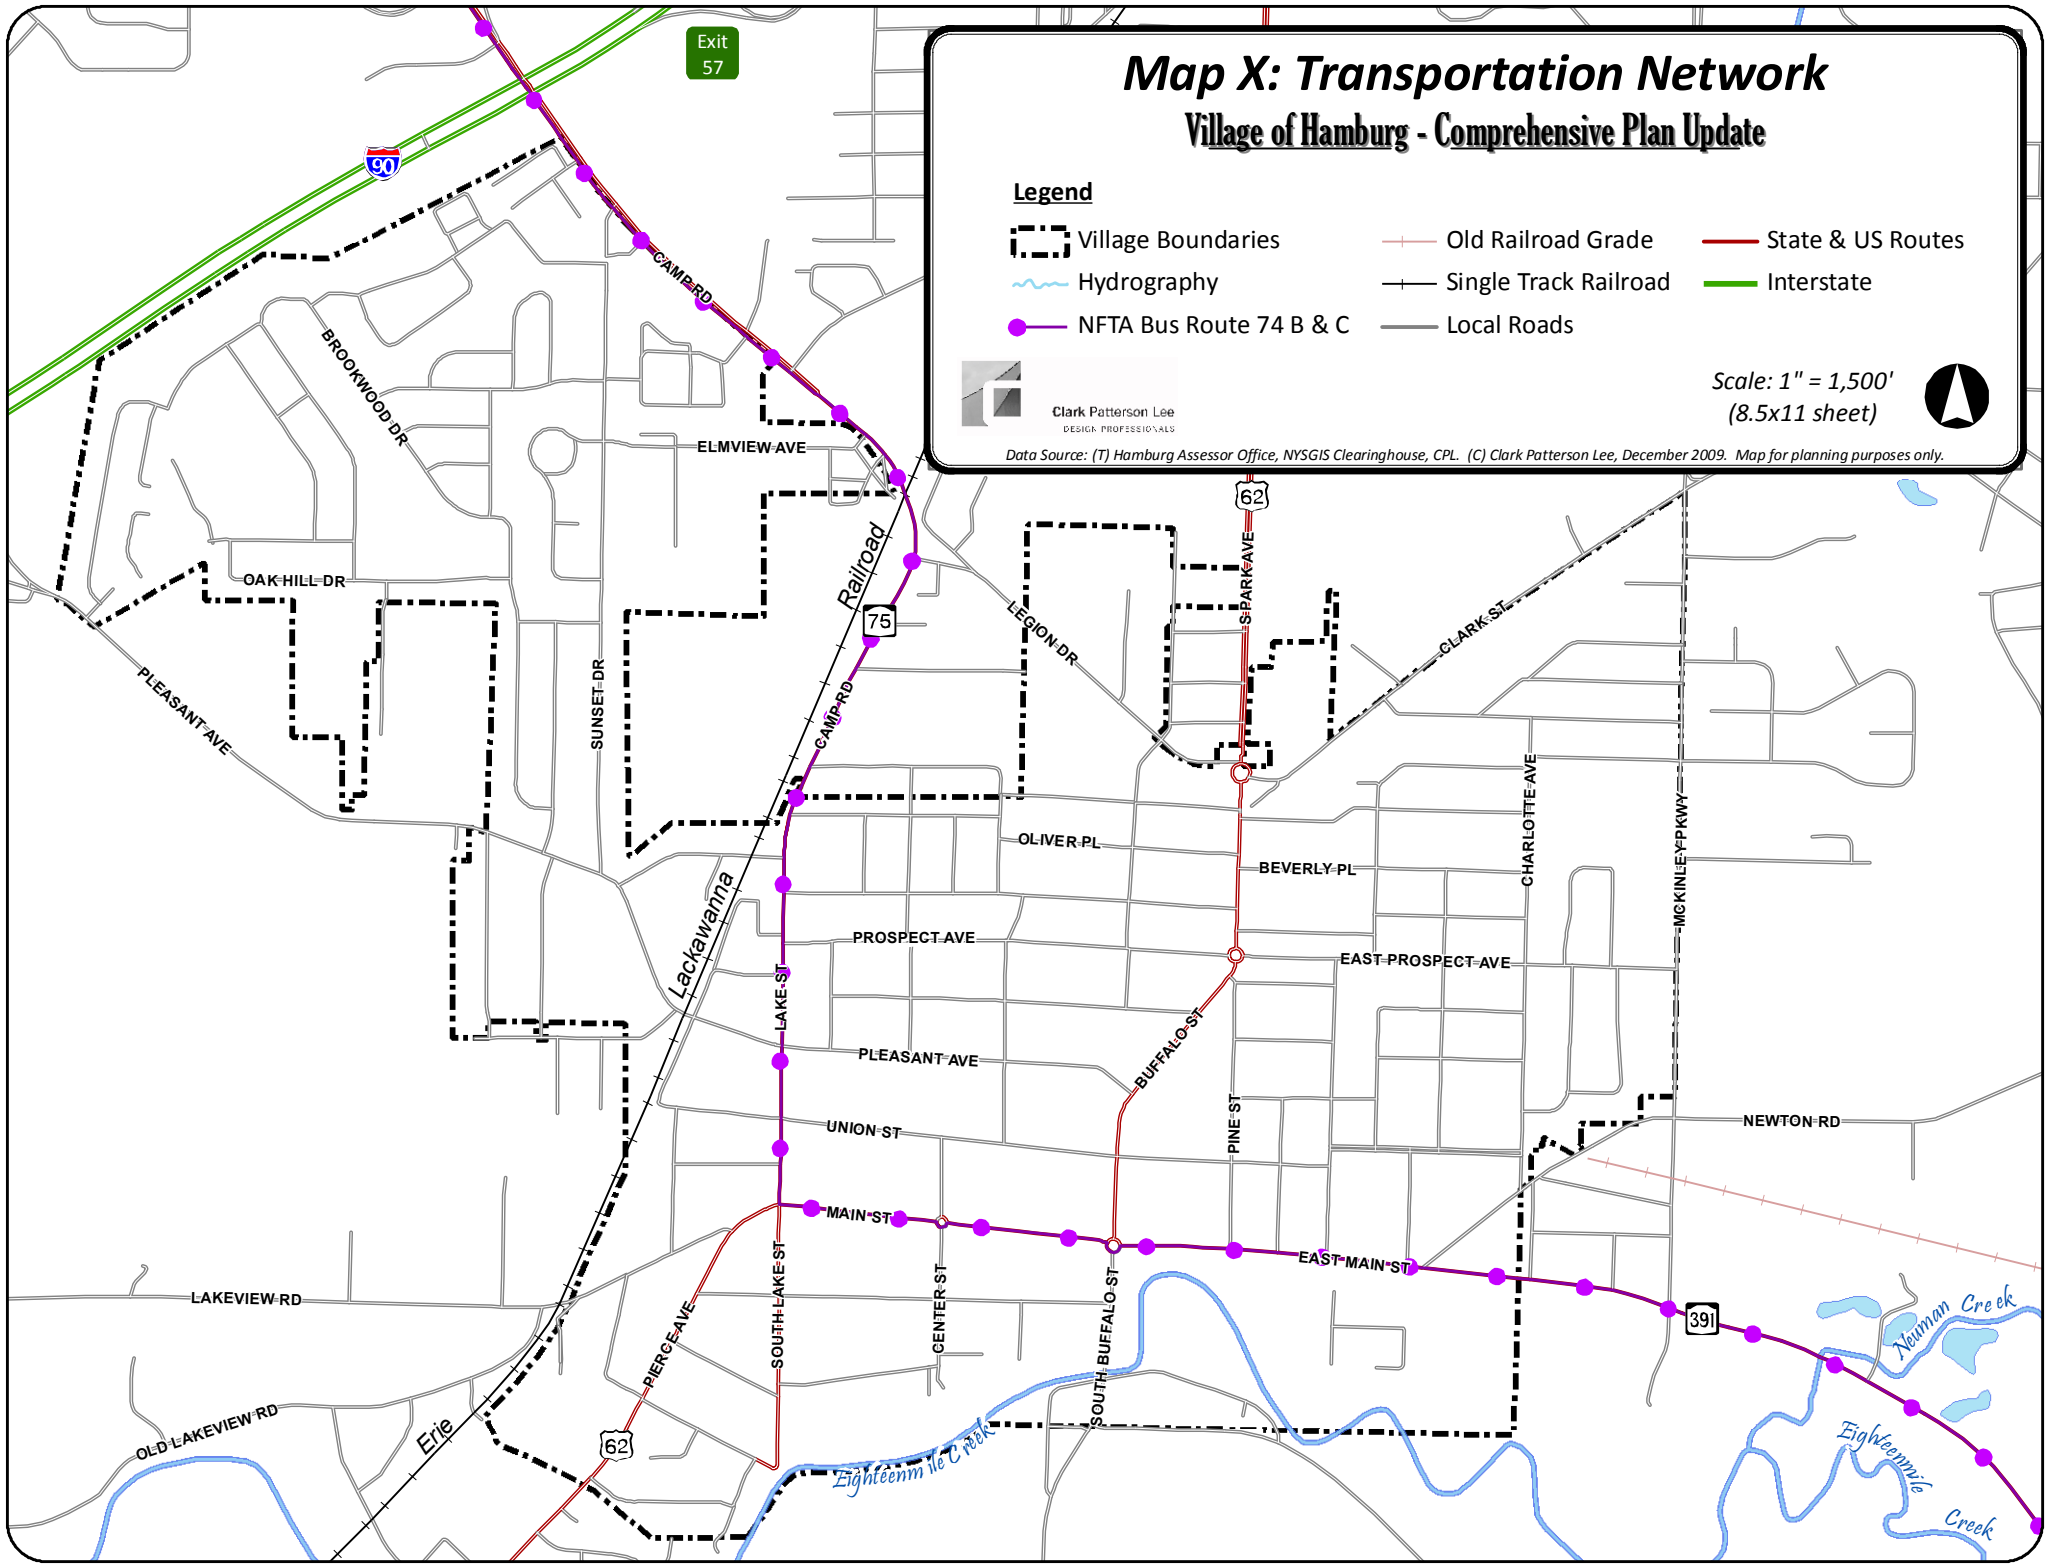 Exit
57
Map X: Transportation Network
Village of Hamburg - Comprehensive Plan Update
Legend
Village Boundaries
Hydrography
NFTA Bus Route 74 B & C
Old Railroad Grade
Single Track Railroad
Local Roads
State & US Routes
Interstate
Clark Patterson Lee
DESIGN PROFESSIONALS
Scale: 1" = 1,500'
(8.5x11 sheet)
Data Source: (T) Hamburg Assessor Office, NYSGIS Clearinghouse, CPL. (C) Clark Patterson Lee, December 2009. Map for planning purposes only.
90
CAMP RD
BROOKWOOD DR
ELMVIEW AVE
62
Railroad
S PARK AVE
OAK HILL DR
75
LEGION DR
CLARK ST
PLEASANT AVE
SUNSET DR
CAMP RD
CHARLOTTE AVE
MCKINLEY PKWY
OLIVER PL
BEVERLY PL
Lackawanna
PROSPECT AVE
EAST PROSPECT AVE
LAKE ST
BUFFALO ST
PLEASANT AVE
PINE ST
UNION ST
NEWTON RD
MAIN ST
EAST MAIN ST
LAKEVIEW RD
SOUTH LAKE ST
CENTER ST
SOUTH BUFFALO ST
391
Neuman Creek
PIERCE AVE
OLD LAKEVIEW RD
Erie
62
Eighteenmile Creek
Eighteenmile
Creek